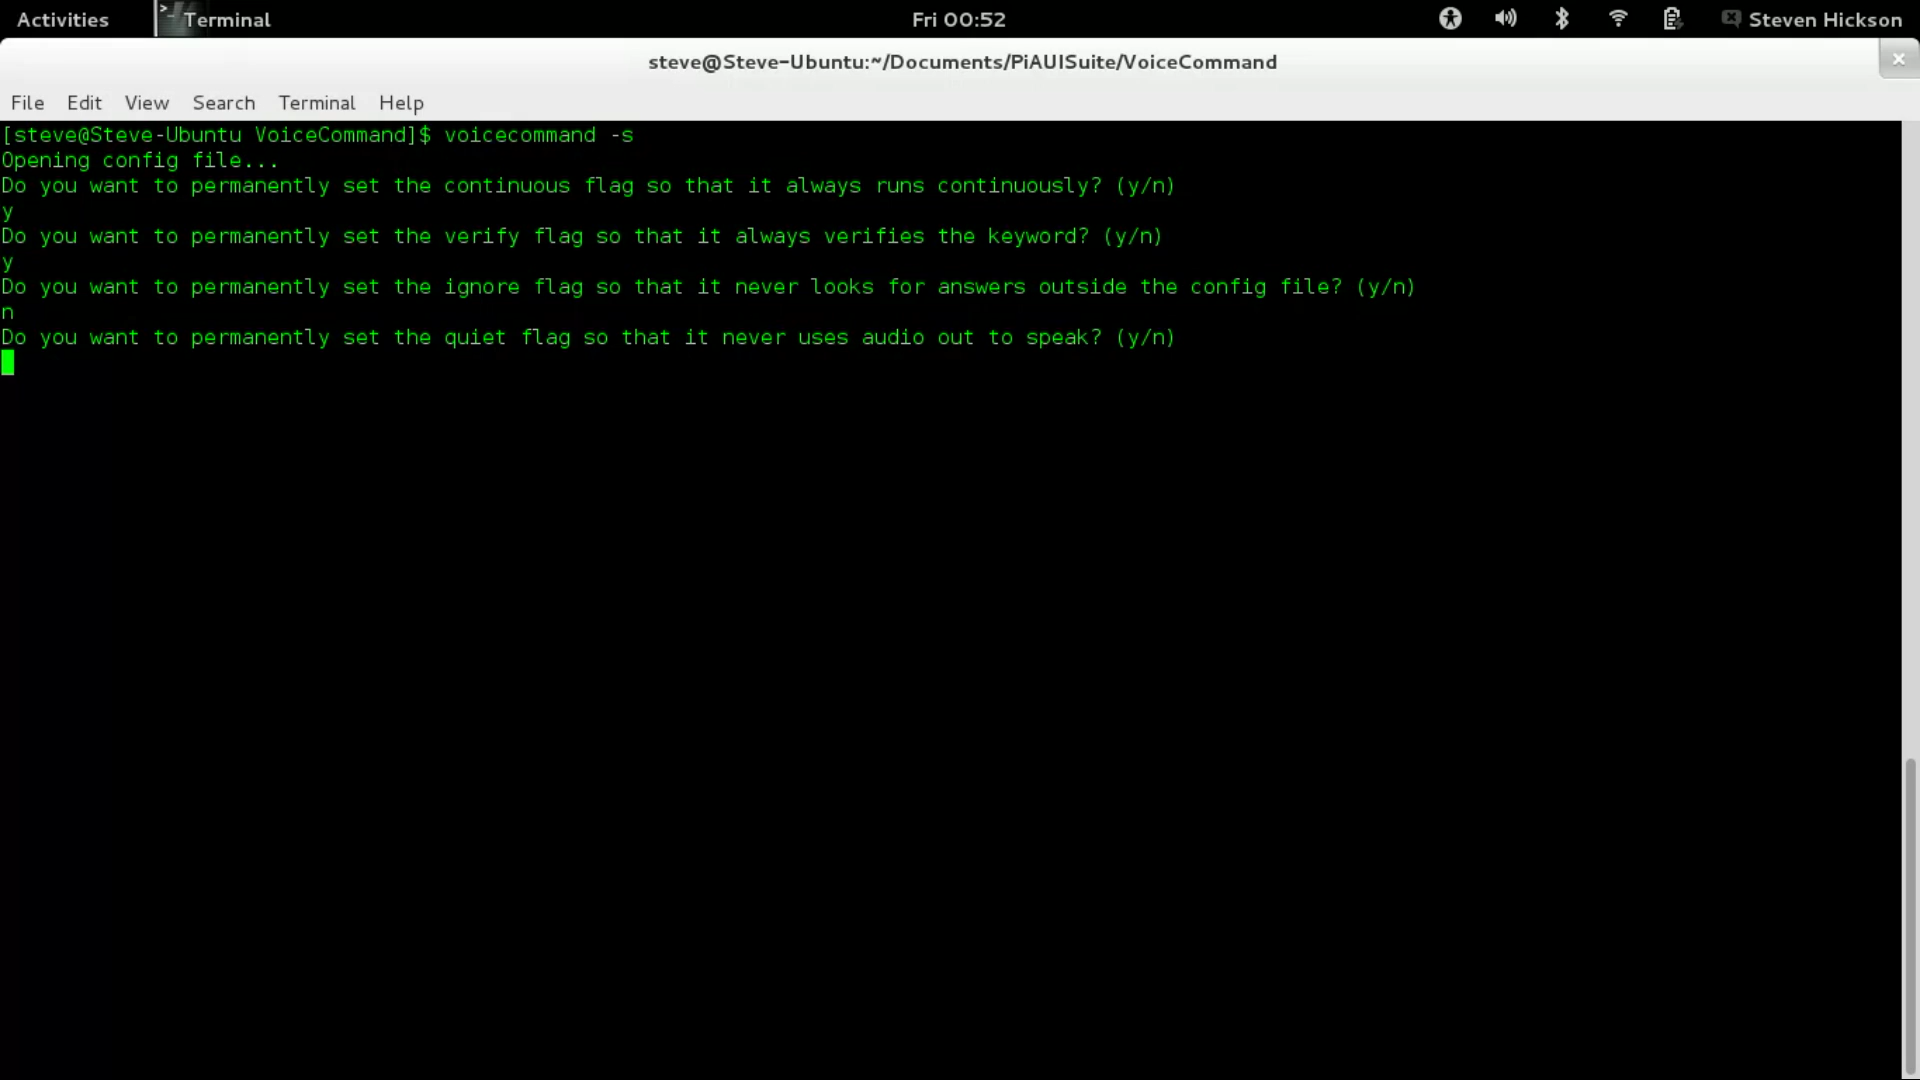 Activities Terminal Fri 00:52 Steven Hickson
steve@Steve-Ubuntu:~/Documents/PiAUISuite/VoiceCommand
File Edit View Search Terminal Help
[steve@Steve-Ubuntu VoiceCommand]$ voicecommand -s
Opening config file...
Do you want to permanently set the continuous flag so that it always runs continuously? (y/n)
y
Do you want to permanently set the verify flag so that it always verifies the keyword? (y/n)
y
Do you want to permanently set the ignore flag so that it never looks for answers outside the config file? (y/n)
n
Do you want to permanently set the quiet flag so that it never uses audio out to speak? (y/n)